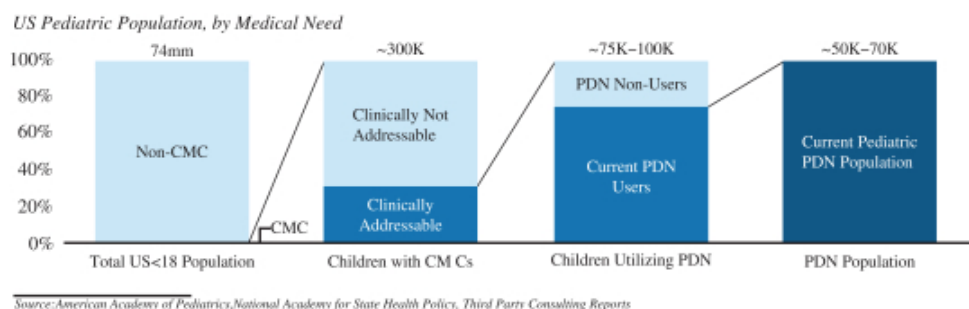 US Pediatric Population, by Medical Need
74mm
~300K
~75K–100K
~50K–70K
100%
80%
60%
40%
20%
0%
Non-CMC
CMC
Clinically Not
Addressable
Clinically
Addressable
PDN Non-Users
Current PDN
Users
Current Pediatric
PDN Population
Total US<18 Population
Children with CM Cs
Children Utilizing PDN
PDN Population
Source:American Academy of Pediatrics,National Academy for State Health Policy, Third Party Consulting Reports